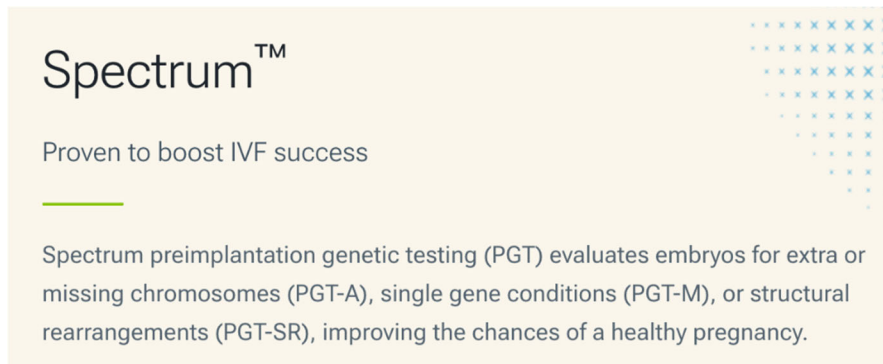 Spectrum™
Proven to boost IVF success
Spectrum preimplantation genetic testing (PGT) evaluates embryos for extra or
missing chromosomes (PGT-A), single gene conditions (PGT-M), or structural
rearrangements (PGT-SR), improving the chances of a healthy pregnancy.